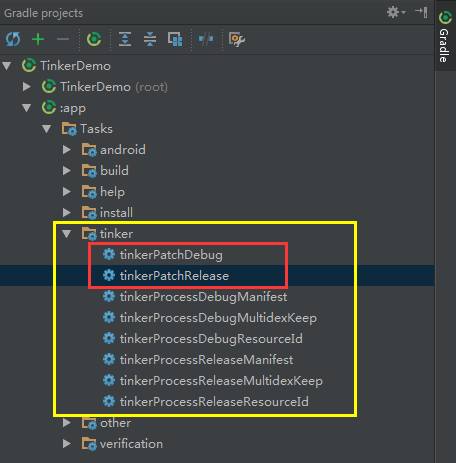 Gradle projects
Gradle
TinkerDemo
TinkerDemo (root)
:app
Tasks
android
build
help
install
tinker
tinkerPatchDebug
tinkerPatchRelease
tinkerProcessDebugManifest
tinkerProcessDebugMultidexKeep
tinkerProcessDebugResourceId
tinkerProcessReleaseManifest
tinkerProcessReleaseMultidexKeep
tinkerProcessReleaseResourceId
other
verification